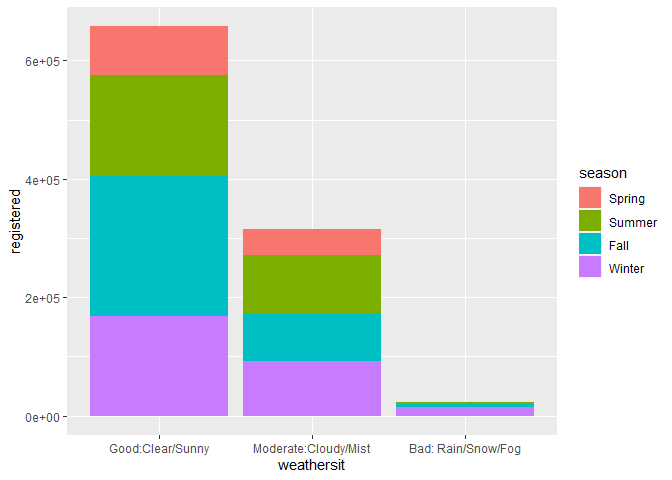 6e+05
4e+05
2e+05
0e+00
registered
Good:Clear/Sunny
Moderate:Cloudy/Mist
Bad: Rain/Snow/Fog
weathersit
season
Spring
Summer
Fall
Winter